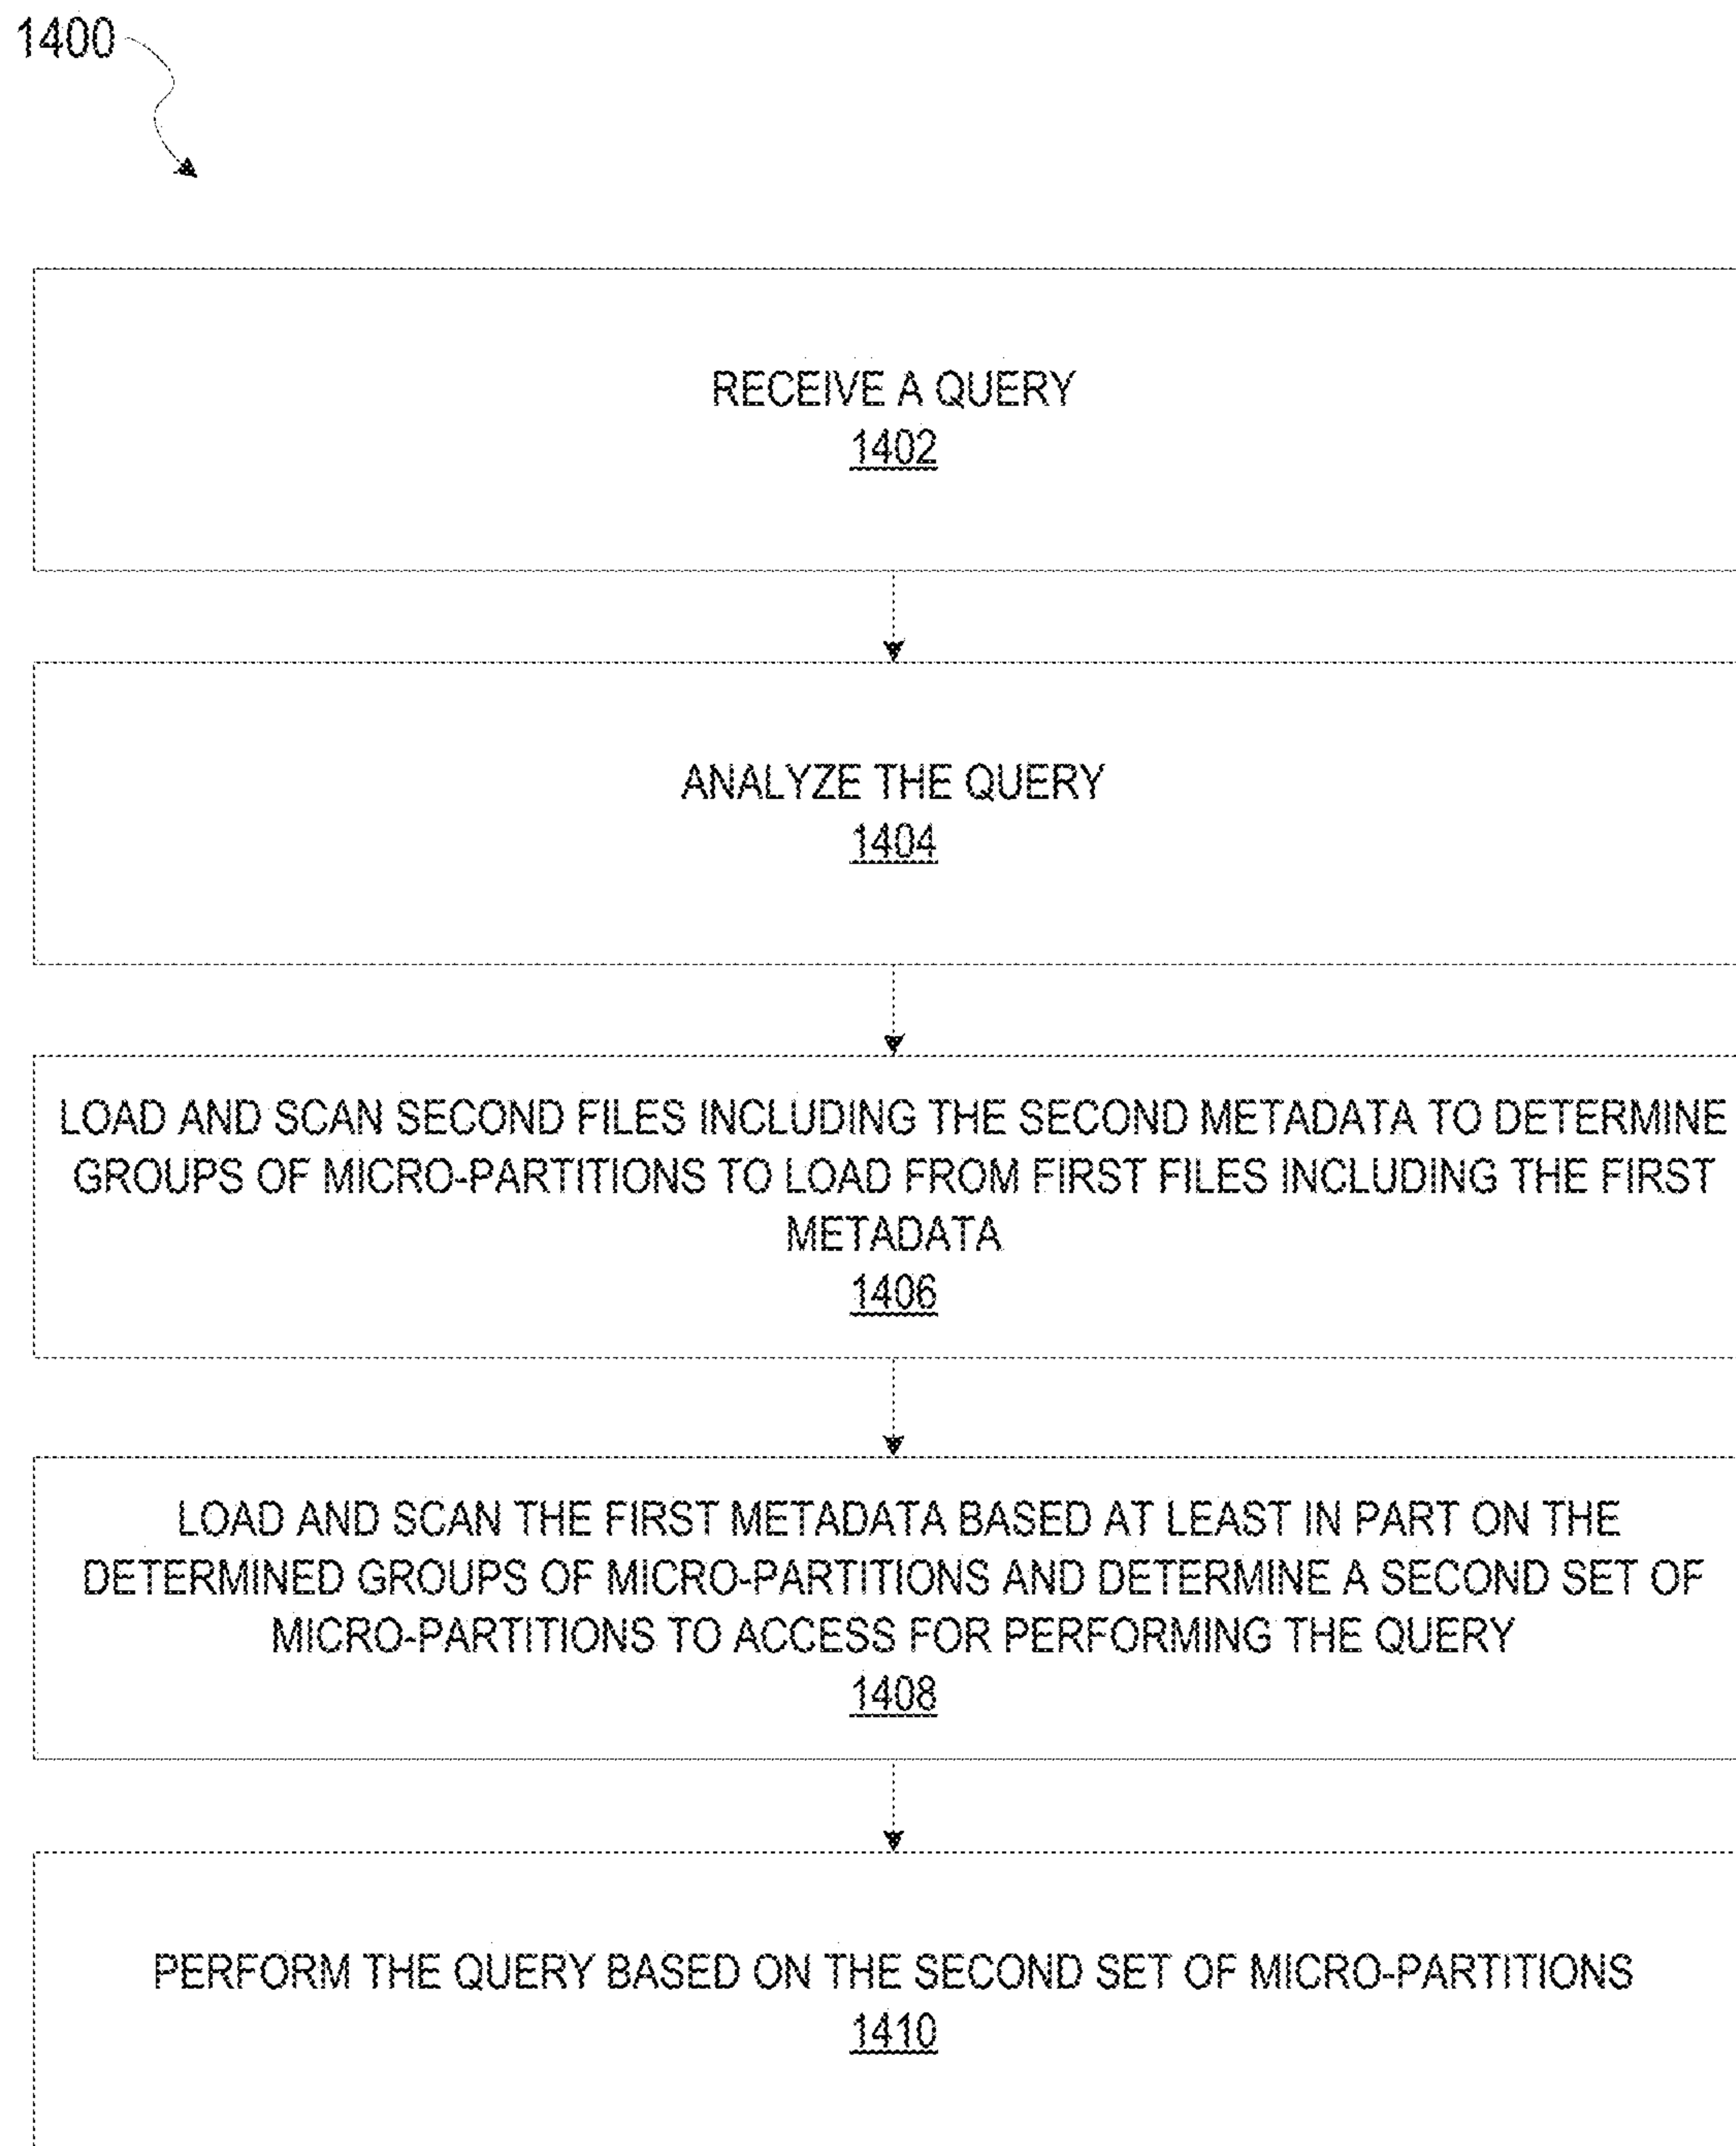 1400
RECEIVE A QUERY
1402
ANALYZE THE QUERY
1404
LOAD AND SCAN SECOND FILES INCLUDING THE SECOND METADATA TO DETERMINE
GROUPS OF MICRO-PARTITIONS TO LOAD FROM FIRST FILES INCLUDING THE FIRST
METADATA
1406
LOAD AND SCAN THE FIRST METADATA BASED AT LEAST IN PART ON THE
DETERMINED GROUPS OF MICRO-PARTITIONS AND DETERMINE A SECOND SET OF
MICRO-PARTITIONS TO ACCESS FOR PERFORMING THE QUERY
1408
PERFORM THE QUERY BASED ON THE SECOND SET OF MICRO-PARTITIONS
1410